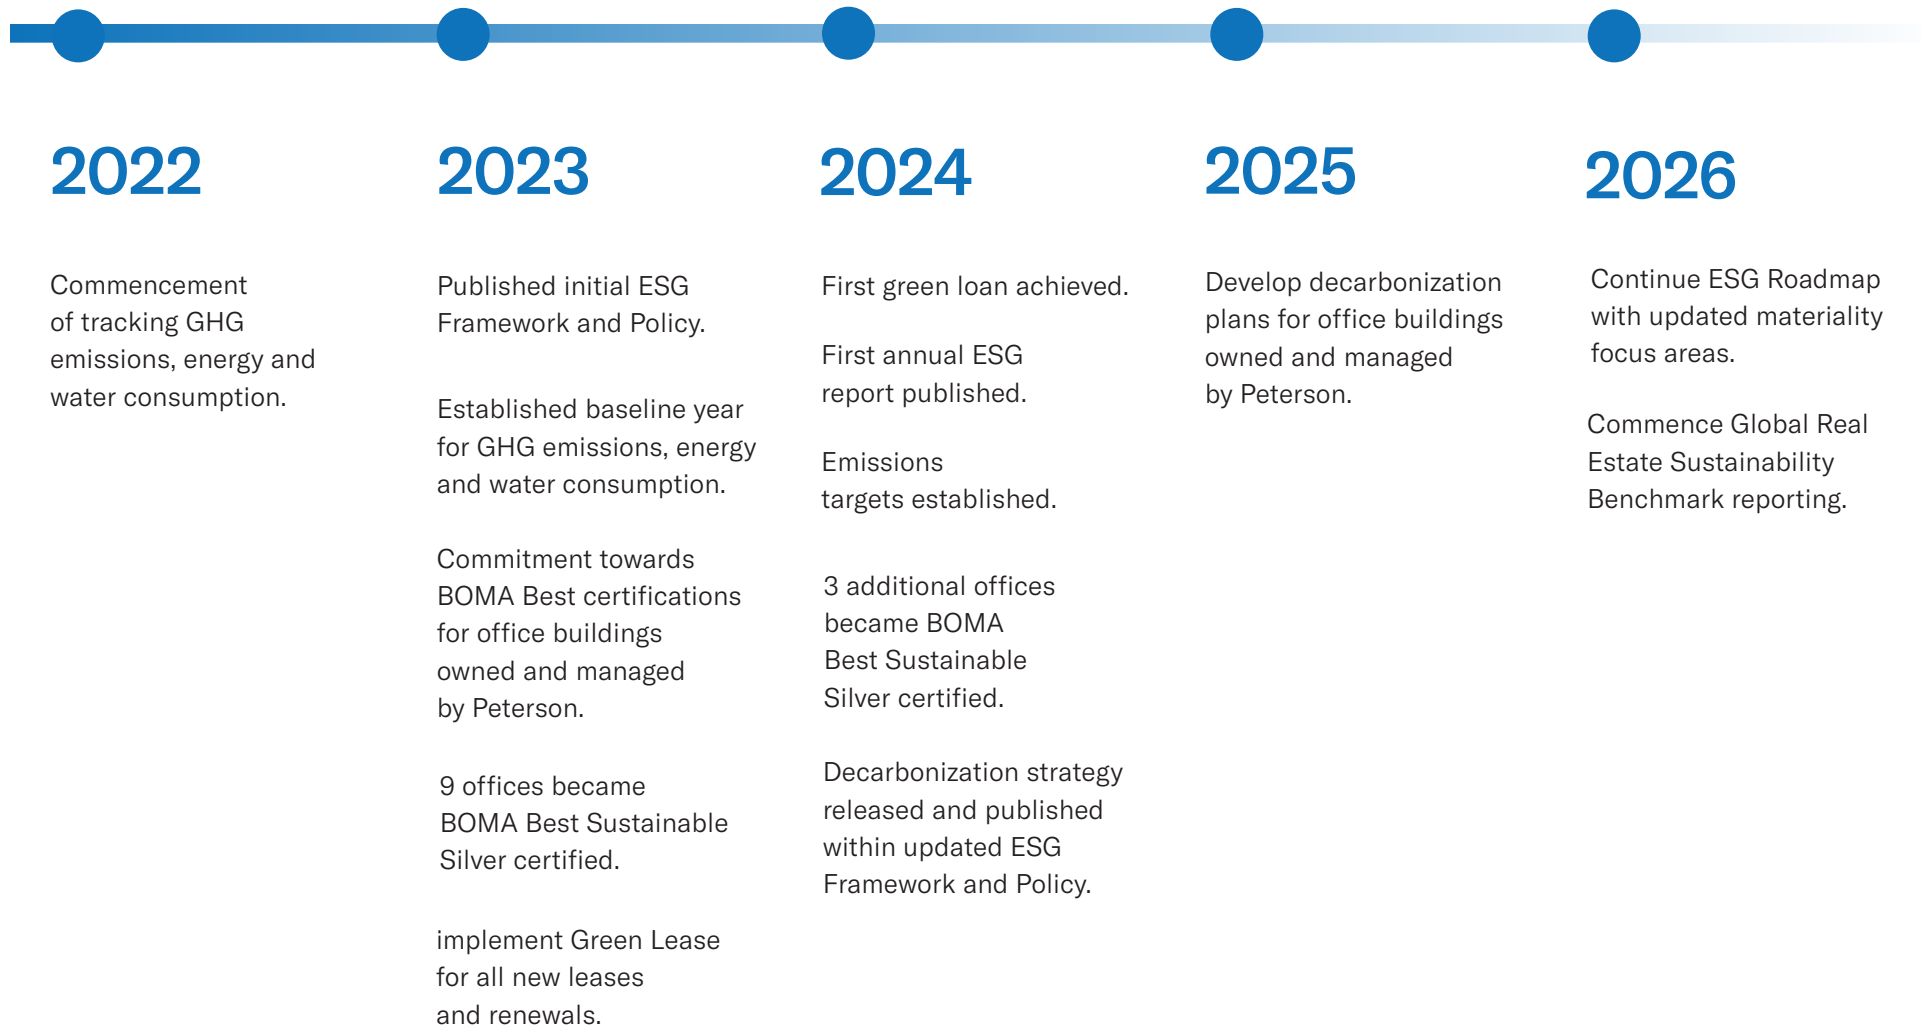 2022
Commencement
of tracking GHG
emissions, energy and
water consumption.
2023
Published initial ESG
Framework and Policy.
Established baseline year
for GHG emissions, energy
and water consumption.
Commitment towards
BOMA Best certifications
for office buildings
owned and managed
by Peterson.
9 offices became
BOMA Best Sustainable
Silver certified.
implement Green Lease
for all new leases
and renewals.
2024
First green loan achieved.
First annual ESG
report published.
Emissions
targets established.
3 additional offices
became BOMA
Best Sustainable
Silver certified.
Decarbonization strategy
released and published
within updated ESG
Framework and Policy.
2025
Develop decarbonization
plans for office buildings
owned and managed
by Peterson.
2026
Continue ESG Roadmap
with updated materiality
focus areas.
Commence Global Real
Estate Sustainability
Benchmark reporting.